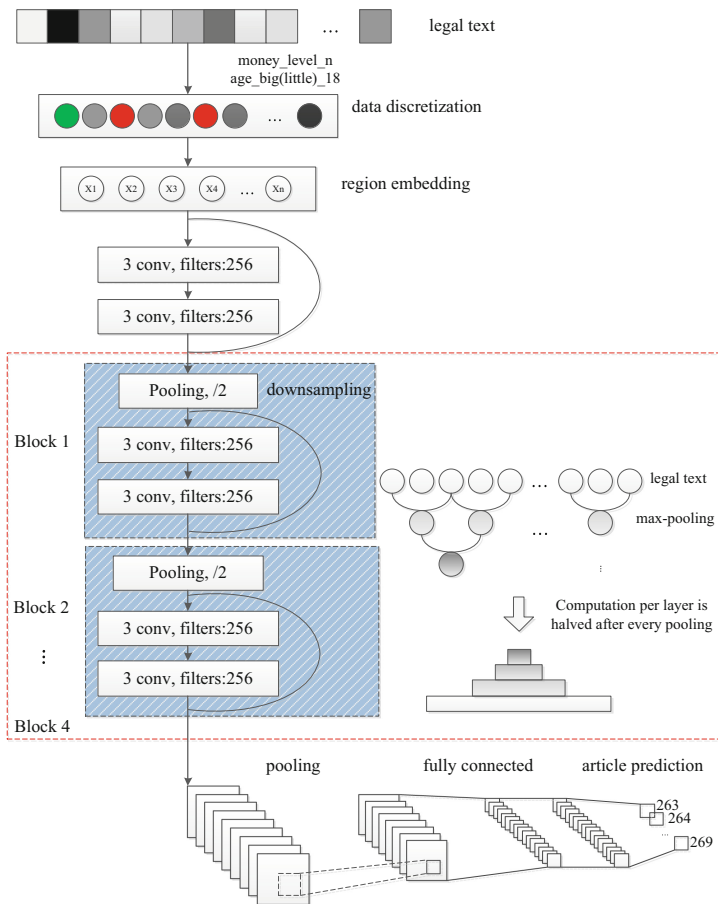 ... legal text
money_level_n
age_big(little)_18
... data discretization
X1 X2 X3 X4 ... Xn region embedding
3 conv, filters:256
3 conv, filters:256
Pooling, /2 downsampling
Block 1
3 conv, filters:256
3 conv, filters:256
... legal text
max-pooling
...
...
Pooling, /2
Block 2
3 conv, filters:256
...
3 conv, filters:256
Computation per layer is
halved after every pooling
Block 4
pooling fully connected article prediction
263
264
...
269